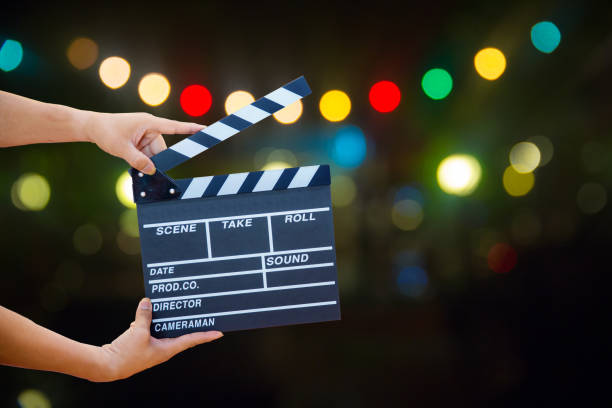 SCENE TAKE ROLL
DATE SOUND
PROD.CO.
DIRECTOR
CAMERAMAN